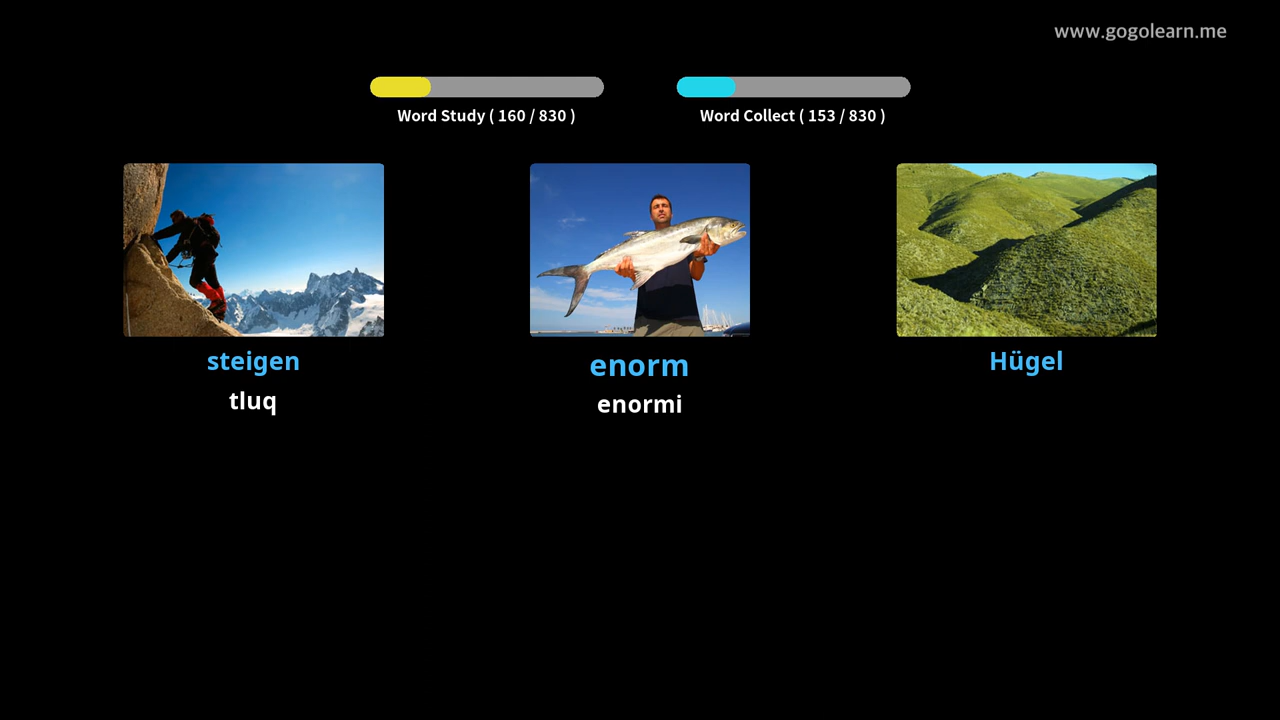 www.gogolearn.me
Word Study ( 160 / 830 )
Word Collect ( 153 / 830 )
steigen
tluq
enorm
enormi
Hügel